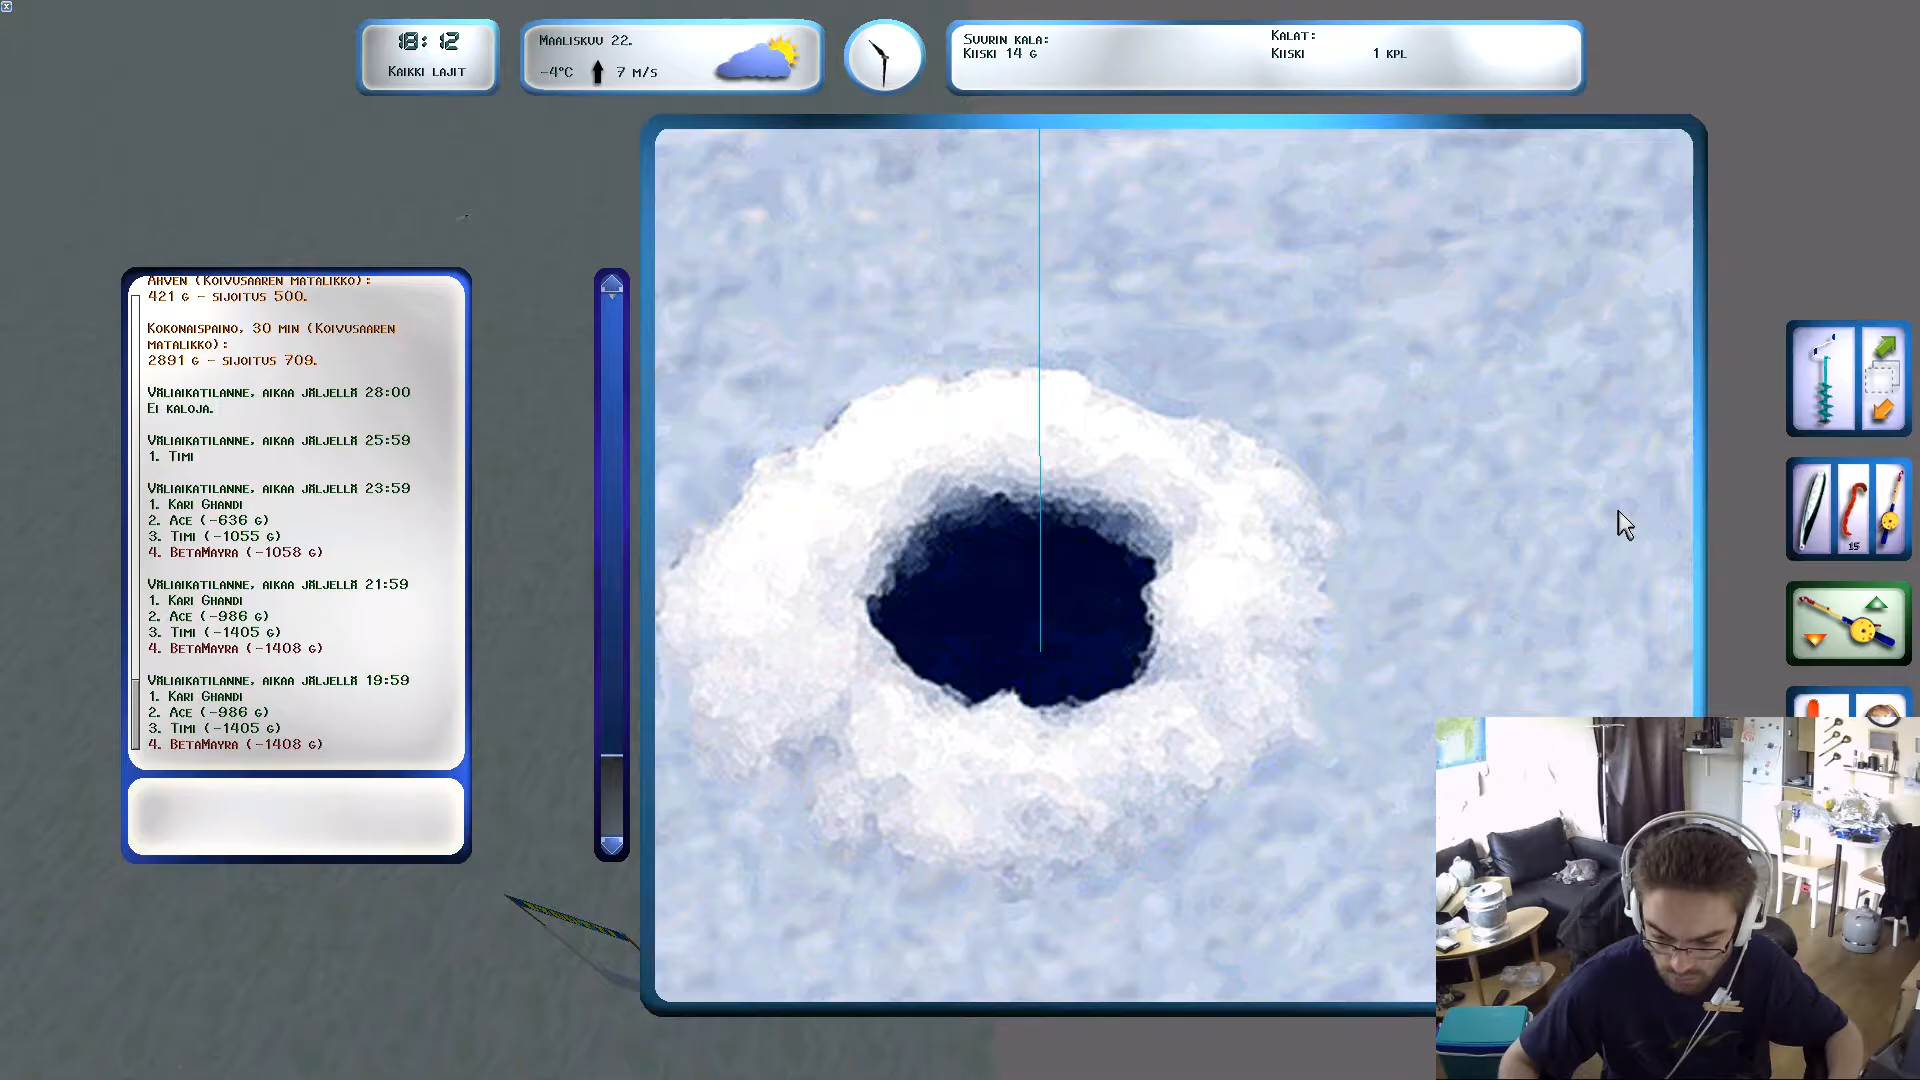 18:12
Kaikki lajit
Maaliskuu 22.
-4°C 7 m/s
Suurin kala:
Kiiski 14 g
Kalat:
Kiiski 1 kpl
Ahven (Koivusaaren matalikko):
421 g - sijoitus 500.
Kokonaispaino, 30 min (Koivusaaren
matalikko):
2891 g - sijoitus 709.
Väliaikatilanne, aikaa jäljellä 28:00
Ei kaloja.
Väliaikatilanne, aikaa jäljellä 25:59
1. Timi
Väliaikatilanne, aikaa jäljellä 23:59
1. Kari Ghandi
2. Ace (-636 g)
3. Timi (-1055 g)
4. BetaMayra (-1058 g)
Väliaikatilanne, aikaa jäljellä 21:59
1. Kari Ghandi
2. Ace (-986 g)
3. Timi (-1405 g)
4. BetaMayra (-1408 g)
Väliaikatilanne, aikaa jäljellä 19:59
1. Kari Ghandi
2. Ace (-986 g)
3. Timi (-1405 g)
4. BetaMayra (-1408 g)
15